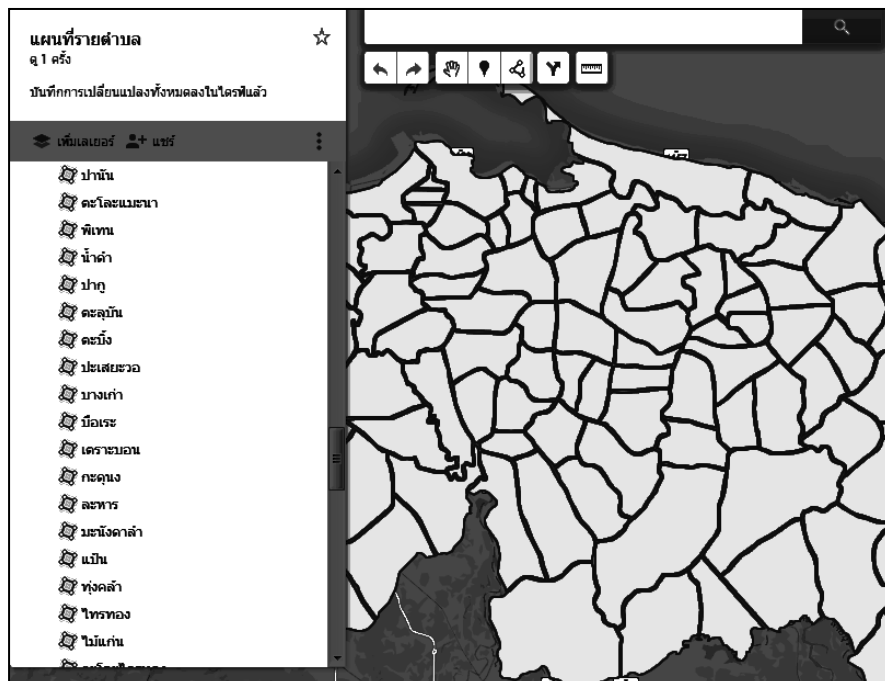 แผนที่รายตำบล
ดู 1 ครั้ง
บันทึกการเปลี่ยนแปลงทั้งหมดลงในไดรฟ์แล้ว
เพิ่มเลเยอร์ แชร์
ปานัน
ตะโละแมะนา
พิเทน
น้ำดำ
ปากู
ตะลุบัน
ตะบิ้ง
ปะเสยะวอ
บางเก่า
บือเระ
เตราะบอน
กะดุนง
ละหาร
มะนังดาลำ
แป้น
ทุ่งคล้า
ไทรทอง
ไม้แก่น